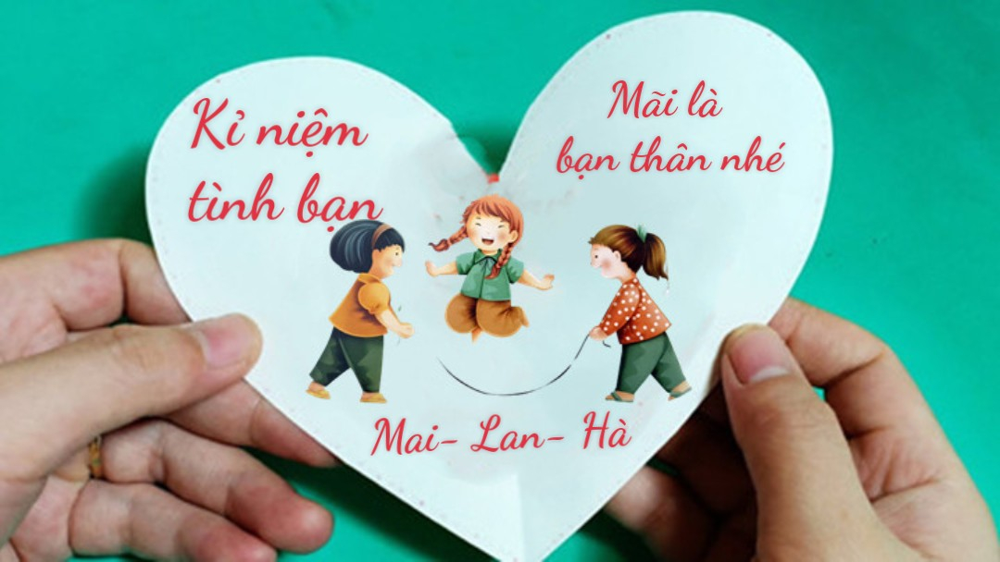 Kỉ niệm
tình bạn
Mãi là
bạn thân nhé
Mai- Lan- Hà